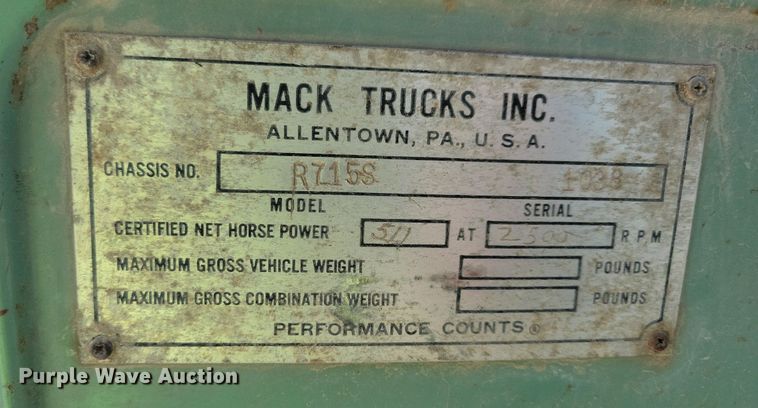 MACK TRUCKS INC.
ALLENTOWN, PA., U. S. A.
CHASSIS NO. R715S 1038
MODEL SERIAL
CERTIFIED NET HORSE POWER AT 2500 R P M
MAXIMUM GROSS VEHICLE WEIGHT POUNDS
MAXIMUM GROSS COMBINATION WEIGHT POUNDS
PERFORMANCE COUNTS®
Purple Wave Auction